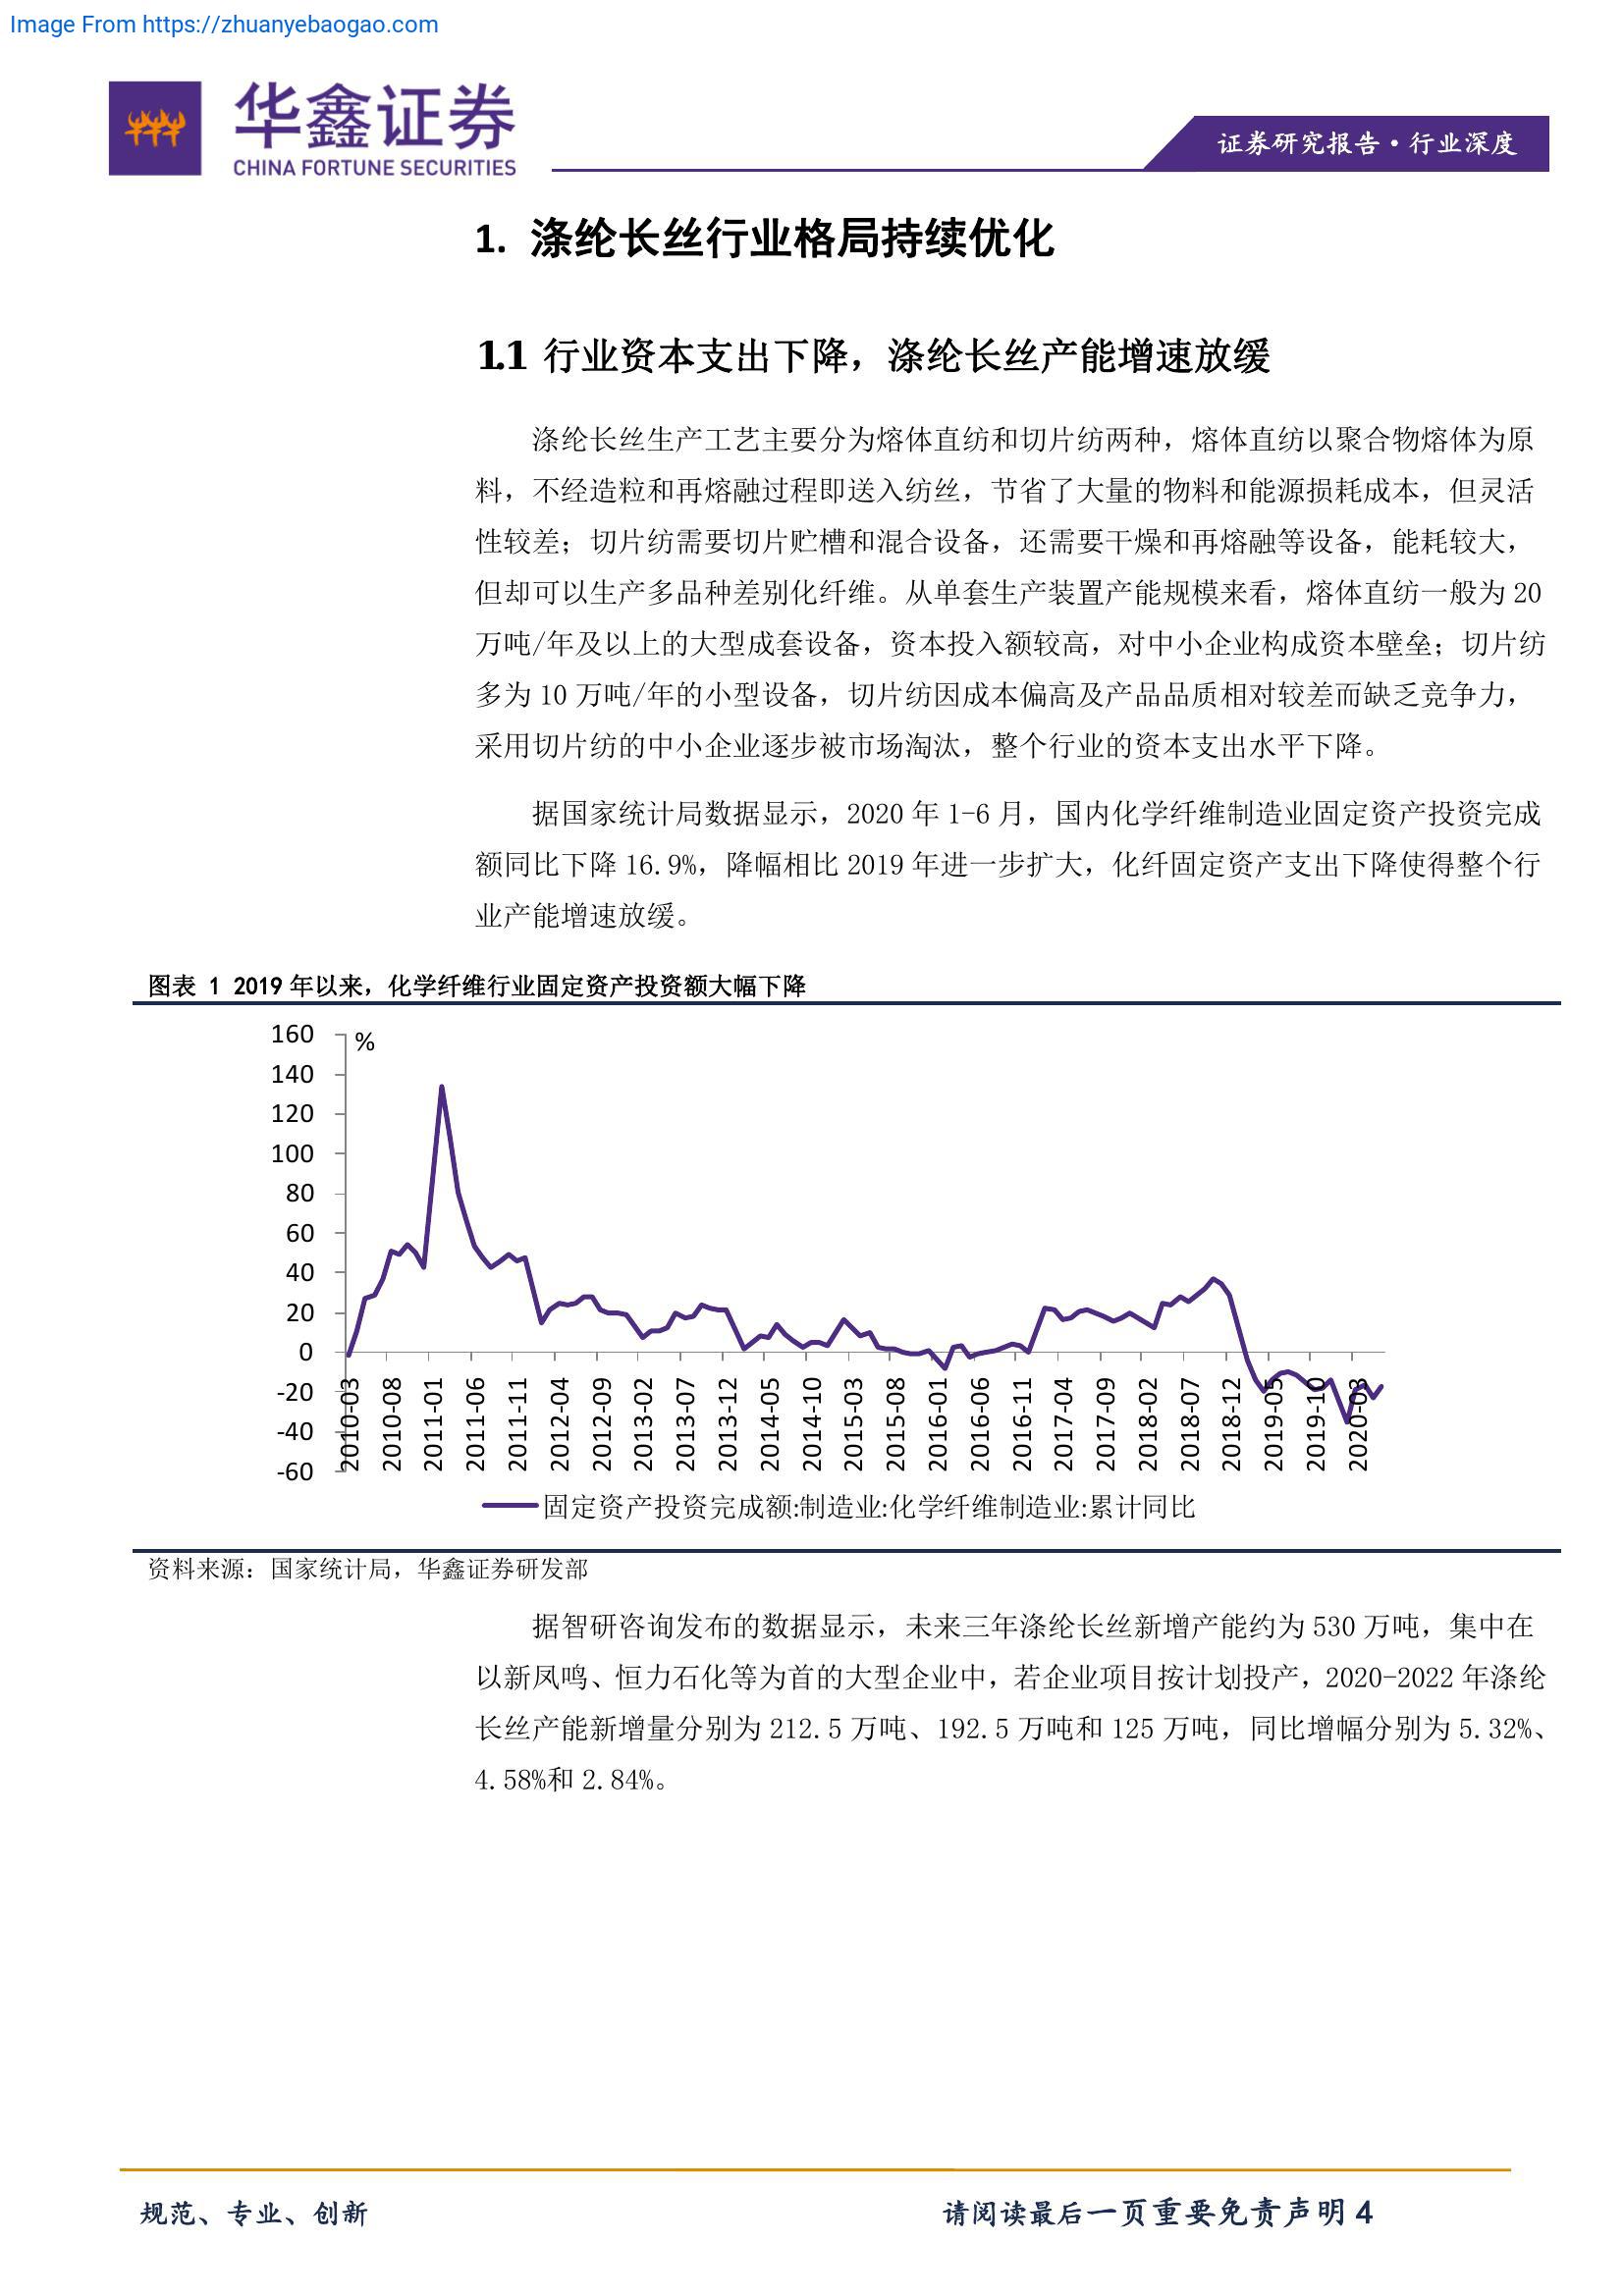 Image From https://zhuanyebaogao.com
华鑫证券
CHINA FORTUNE SECURITIES
证券研究报告·行业深度
1. 涤纶长丝行业格局持续优化
1.1 行业资本支出下降，涤纶长丝产能增速放缓
涤纶长丝生产工艺主要分为熔体直纺和切片纺两种，熔体直纺以聚合物熔体为原
料，不经造粒和再熔融过程即送入纺丝，节省了大量的物料和能源损耗成本，但灵活
性较差；切片纺需要切片贮槽和混合设备，还需要干燥和再熔融等设备，能耗较大，
但却可以生产多品种差别化纤维。从单套生产装置产能规模来看，熔体直纺一般为 20
万吨/年及以上的大型成套设备，资本投入额较高，对中小企业构成资本壁垒；切片纺
多为 10 万吨/年的小型设备，切片纺因成本偏高及产品品质相对较差而缺乏竞争力，
采用切片纺的中小企业逐步被市场淘汰，整个行业的资本支出水平下降。
据国家统计局数据显示，2020 年 1-6 月，国内化学纤维制造业固定资产投资完成
额同比下降 16.9%，降幅相比 2019 年进一步扩大，化纤固定资产支出下降使得整个行
业产能增速放缓。
图表 1 2019 年以来，化学纤维行业固定资产投资额大幅下降
%
160
140
120
100
80
60
40
20
0
-20
-40
-60
2010-03
2010-08
2011-01
2011-06
2011-11
2012-04
2012-09
2013-02
2013-07
2013-12
2014-05
2014-10
2015-03
2015-08
2016-01
2016-06
2016-11
2017-04
2017-09
2018-02
2018-07
2018-12
2019-05
2019-10
2020-03
固定资产投资完成额:制造业:化学纤维制造业:累计同比
资料来源：国家统计局，华鑫证券研发部
据智研咨询发布的数据显示，未来三年涤纶长丝新增产能约为 530 万吨，集中在
以新凤鸣、恒力石化等为首的大型企业中，若企业项目按计划投产，2020-2022 年涤纶
长丝产能新增量分别为 212.5 万吨、192.5 万吨和 125 万吨，同比增幅分别为 5.32%、
4.58%和 2.84%。
规范、专业、创新
请阅读最后一页重要免责声明 4